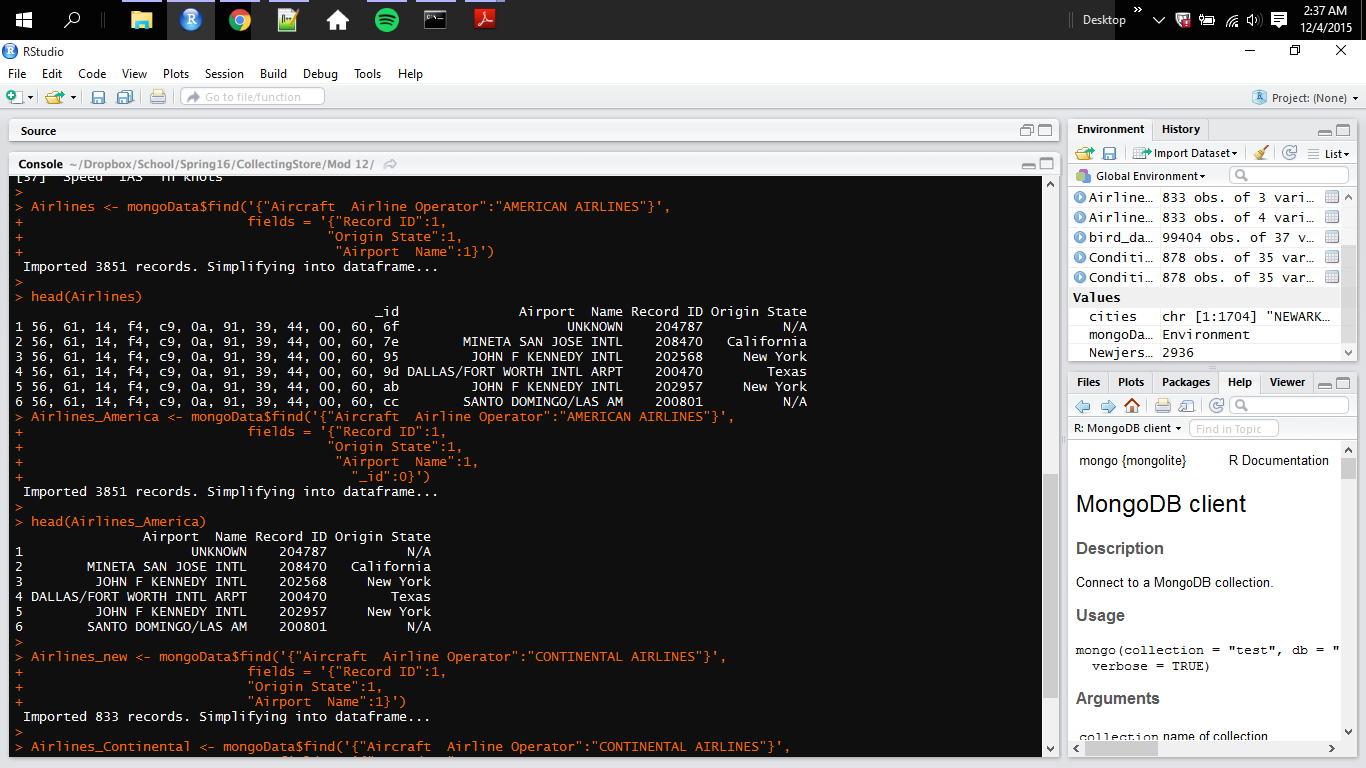 Desktop
2:37 AM
12/4/2015
RStudio
File Edit Code View Plots Session Build Debug Tools Help
Go to file/function
Project: (None)
Source
Console ~/Dropbox/School/Spring16/CollectingStore/Mod 12/
[37] "Speed IAS in knots"
>
> Airlines <- mongoData$find('{"Aircraft  Airline Operator":"AMERICAN AIRLINES"}',
+                            fields = '{"Record ID":1,
+                                      "Origin State":1,
+                                       "Airport  Name":1}')
 Imported 3851 records. Simplifying into dataframe...
>
> head(Airlines)
                                             _id               Airport  Name Record ID Origin State
1 56, 61, 14, f4, c9, 0a, 91, 39, 44, 00, 60, 6f                     UNKNOWN    204787          N/A
2 56, 61, 14, f4, c9, 0a, 91, 39, 44, 00, 60, 7e        MINETA SAN JOSE INTL    208470   California
3 56, 61, 14, f4, c9, 0a, 91, 39, 44, 00, 60, 95         JOHN F KENNEDY INTL    202568     New York
4 56, 61, 14, f4, c9, 0a, 91, 39, 44, 00, 60, 9d DALLAS/FORT WORTH INTL ARPT    200470        Texas
5 56, 61, 14, f4, c9, 0a, 91, 39, 44, 00, 60, ab         JOHN F KENNEDY INTL    202957     New York
6 56, 61, 14, f4, c9, 0a, 91, 39, 44, 00, 60, cc        SANTO DOMINGO/LAS AM    200801          N/A
> Airlines_America <- mongoData$find('{"Aircraft  Airline Operator":"AMERICAN AIRLINES"}',
+                            fields = '{"Record ID":1,
+                                      "Origin State":1,
+                                       "Airport  Name":1,
+                                         "_id":0}')
 Imported 3851 records. Simplifying into dataframe...
>
> head(Airlines_America)
                Airport  Name Record ID Origin State
1                     UNKNOWN    204787          N/A
2        MINETA SAN JOSE INTL    208470   California
3         JOHN F KENNEDY INTL    202568     New York
4 DALLAS/FORT WORTH INTL ARPT    200470        Texas
5         JOHN F KENNEDY INTL    202957     New York
6        SANTO DOMINGO/LAS AM    200801          N/A
>
> Airlines_new <- mongoData$find('{"Aircraft  Airline Operator":"CONTINENTAL AIRLINES"}',
+                            fields = '{"Record ID":1,
+                            "Origin State":1,
+                            "Airport  Name":1}')
 Imported 833 records. Simplifying into dataframe...
>
> Airlines_Continental <- mongoData$find('{"Aircraft  Airline Operator":"CONTINENTAL AIRLINES"}',
Environment History
Import Dataset List
Global Environment
Airline... 833 obs. of 3 vari...
Airline... 833 obs. of 4 vari...
bird_da... 99404 obs. of 37 v...
Conditi... 878 obs. of 35 var...
Conditi... 878 obs. of 35 var...
Values
cities chr [1:1704] "NEWARK...
mongoDa... Environment
Newjers... 2936
Files Plots Packages Help Viewer
R: MongoDB client Find in Topic
mongo {mongolite} R Documentation
MongoDB client
Description
Connect to a MongoDB collection.
Usage
mongo(collection = "test", db = "
  verbose = TRUE)
Arguments
collection name of collection